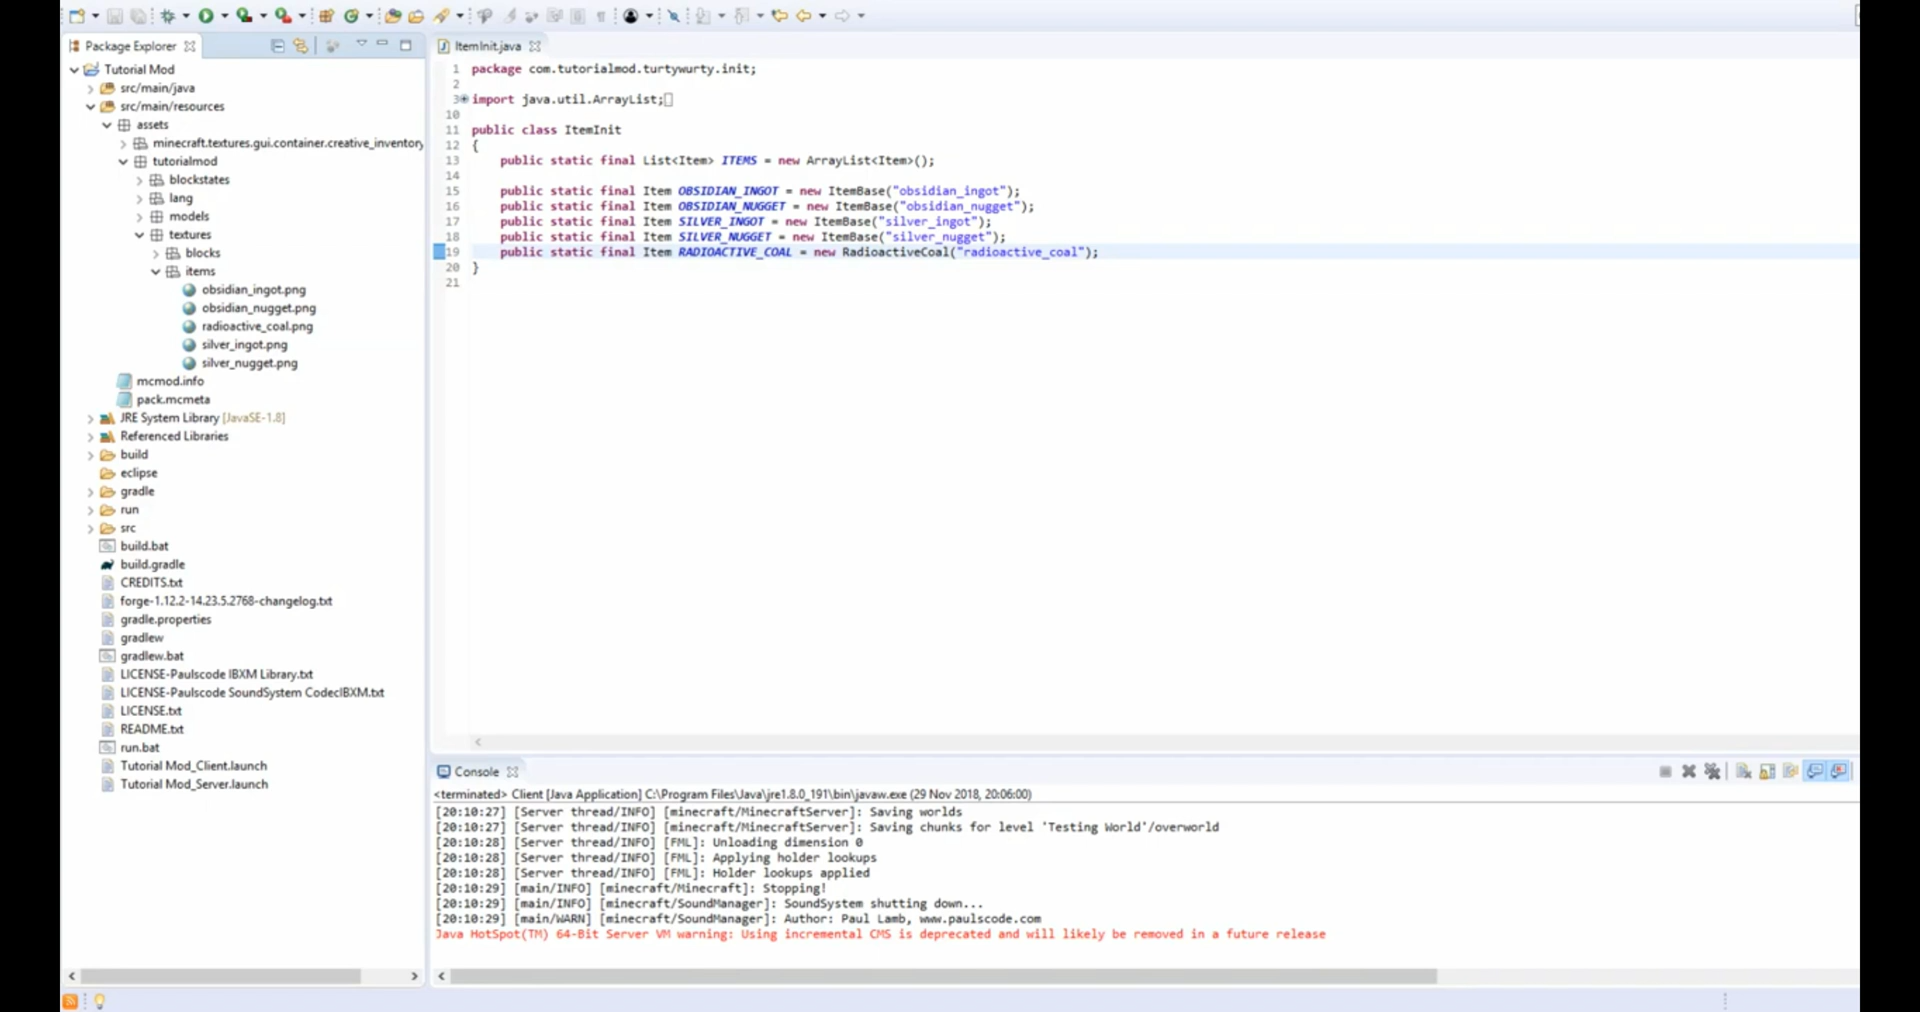 Package Explorer
Tutorial Mod
src/main/java
src/main/resources
assets
minecraft.textures.gui.container.creative_inventory
tutorialmod
blockstates
lang
models
textures
blocks
items
obsidian_ingot.png
obsidian_nugget.png
radioactive_coal.png
silver_ingot.png
silver_nugget.png
mcmod.info
pack.mcmeta
JRE System Library [JavaSE-1.8]
Referenced Libraries
build
eclipse
gradle
run
src
build.bat
build.gradle
CREDITS.txt
forge-1.12.2-14.23.5.2768-changelog.txt
gradle.properties
gradlew
gradlew.bat
LICENSE-Paulscode IBXM Library.txt
LICENSE-Paulscode SoundSystem CodecIBXM.txt
LICENSE.txt
README.txt
run.bat
Tutorial Mod_Client.launch
Tutorial Mod_Server.launch
ItemInit.java
1 package com.tutorialmod.turtywurty.init;
2
3 import java.util.ArrayList;
10
11 public class ItemInit
12 {
13 public static final List<Item> ITEMS = new ArrayList<Item>();
14
15 public static final Item OBSIDIAN_INGOT = new ItemBase("obsidian_ingot");
16 public static final Item OBSIDIAN_NUGGET = new ItemBase("obsidian_nugget");
17 public static final Item SILVER_INGOT = new ItemBase("silver_ingot");
18 public static final Item SILVER_NUGGET = new ItemBase("silver_nugget");
19 public static final Item RADIOACTIVE_COAL = new RadioactiveCoal("radioactive_coal");
20 }
21
Console
<terminated> Client [Java Application] C:\Program Files\Java\jre1.8.0_191\bin\javaw.exe (29 Nov 2018, 20:06:00)
[20:10:27] [Server thread/INFO] [minecraft/MinecraftServer]: Saving worlds
[20:10:27] [Server thread/INFO] [minecraft/MinecraftServer]: Saving chunks for level 'Testing World'/overworld
[20:10:28] [Server thread/INFO] [FML]: Unloading dimension 0
[20:10:28] [Server thread/INFO] [FML]: Applying holder lookups
[20:10:28] [Server thread/INFO] [FML]: Holder lookups applied
[20:10:29] [main/INFO] [minecraft/Minecraft]: Stopping!
[20:10:29] [main/INFO] [minecraft/SoundManager]: SoundSystem shutting down...
[20:10:29] [main/WARN] [minecraft/SoundManager]: Author: Paul Lamb, www.paulscode.com
Java HotSpot(TM) 64-Bit Server VM warning: Using incremental CMS is deprecated and will likely be removed in a future release